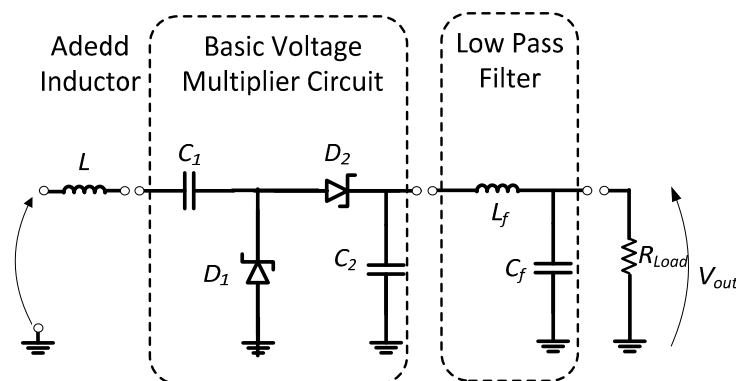 Adedd
Inductor
Basic Voltage
Multiplier Circuit
Low Pass
Filter
L
C1
D2
Lf
D1
C2
Cf
RLoad
Vout